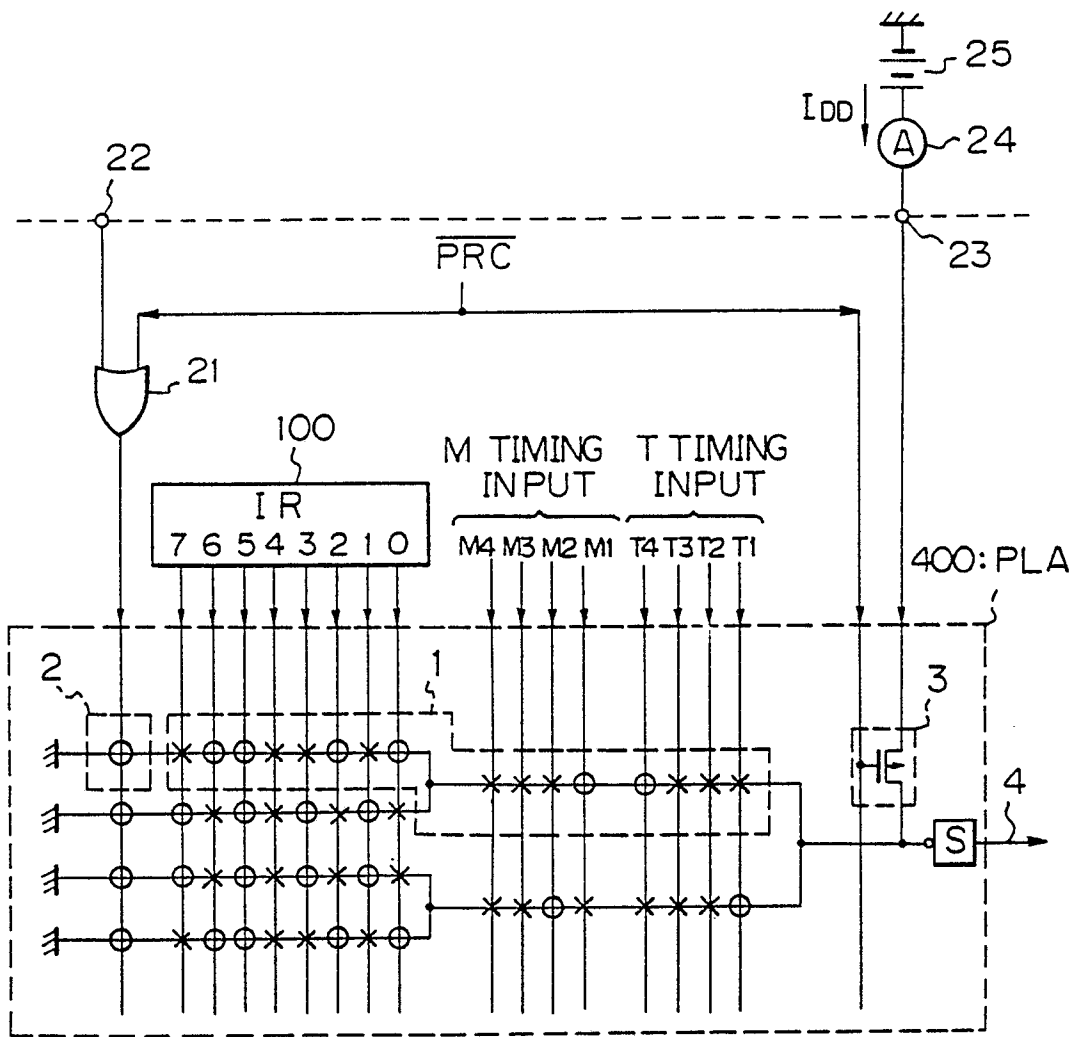 25
IDD
A
24
22
23
PRC
21
100
M TIMING INPUT
T TIMING INPUT
IR
7 6 5 4 3 2 1 0
M4 M3 M2 M1
T4 T3 T2 T1
400:PLA
2
1
3
4
S